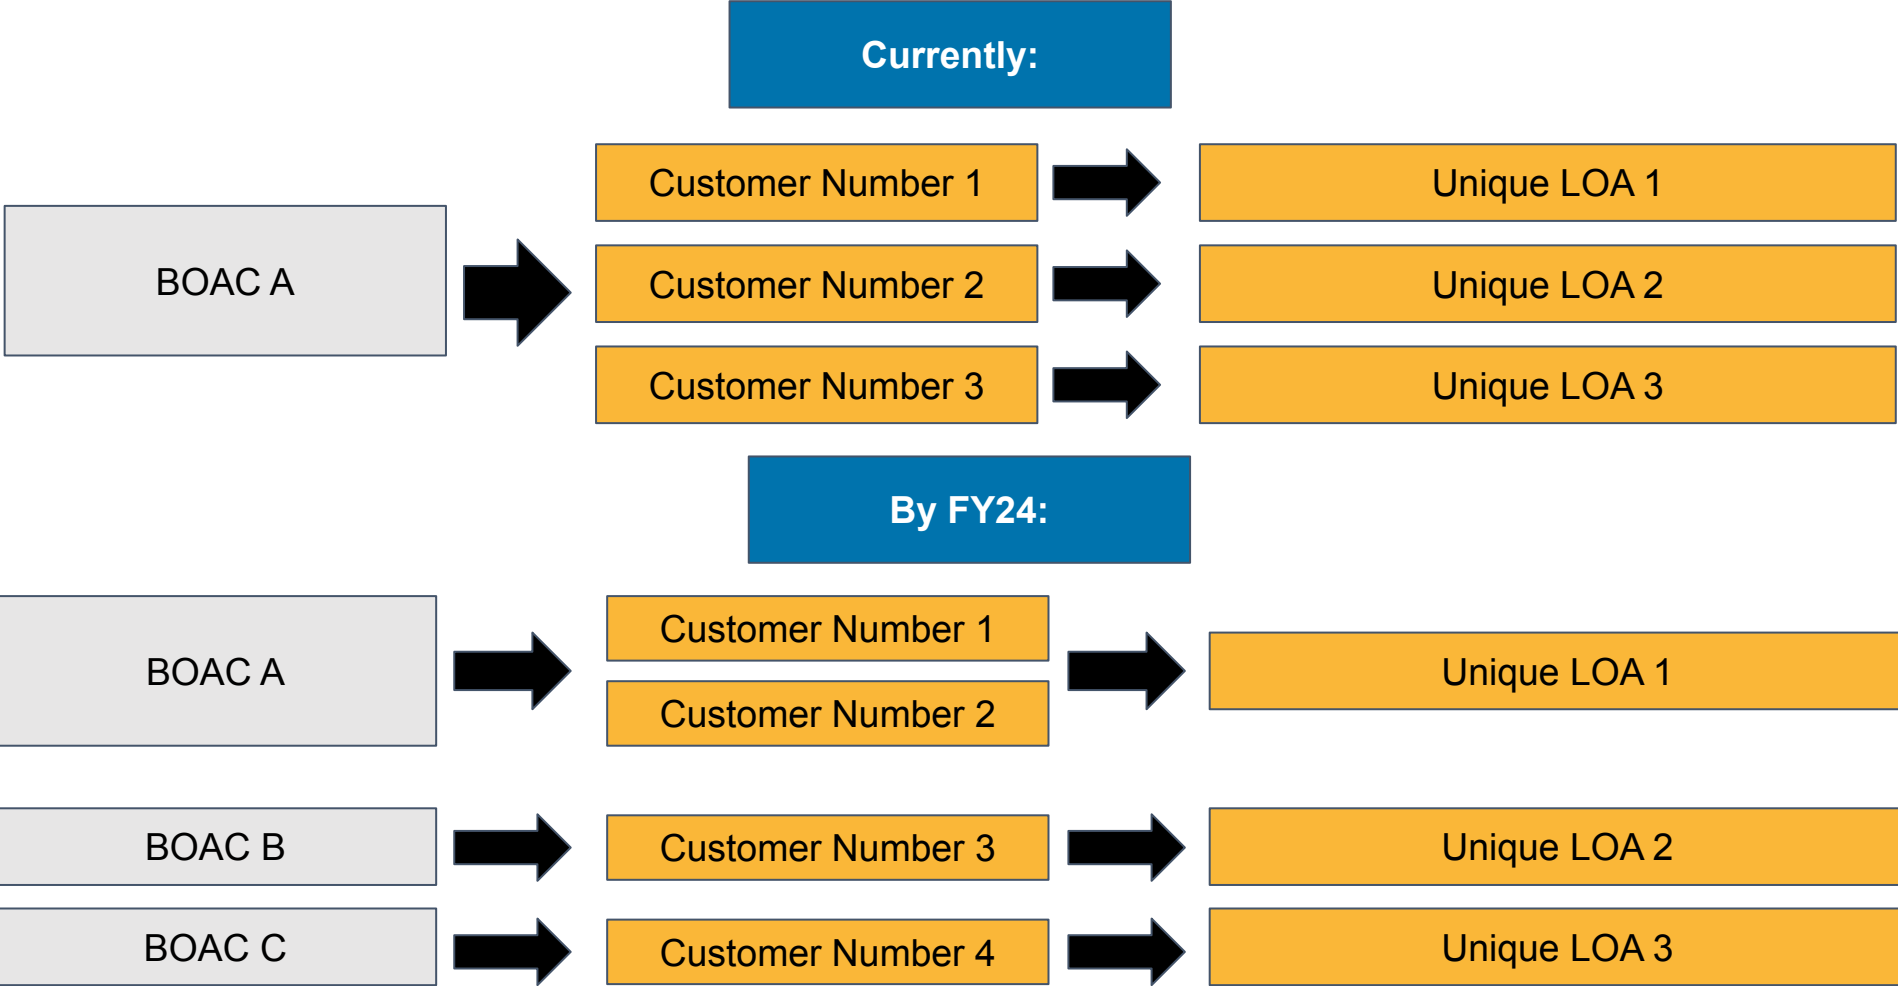 Currently:
Customer Number 1
Unique LOA 1
BOAC A
Customer Number 2
Unique LOA 2
Customer Number 3
Unique LOA 3
By FY24:
BOAC A
Customer Number 1
Customer Number 2
Unique LOA 1
BOAC B
Customer Number 3
Unique LOA 2
BOAC C
Customer Number 4
Unique LOA 3